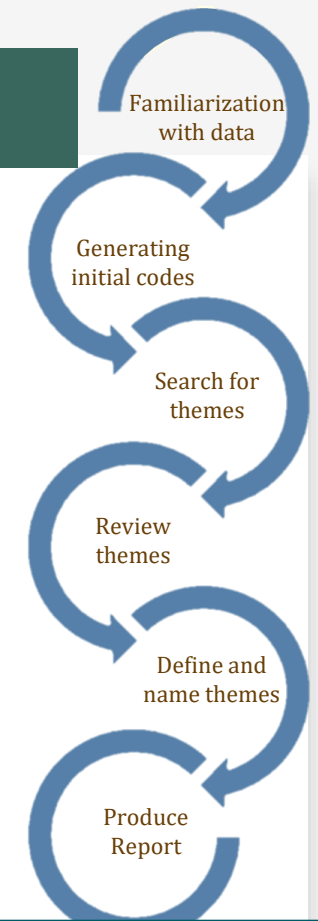 Familiarization
with data
Generating
initial codes
Search for
themes
Review
themes
Define and
name themes
Produce
Report